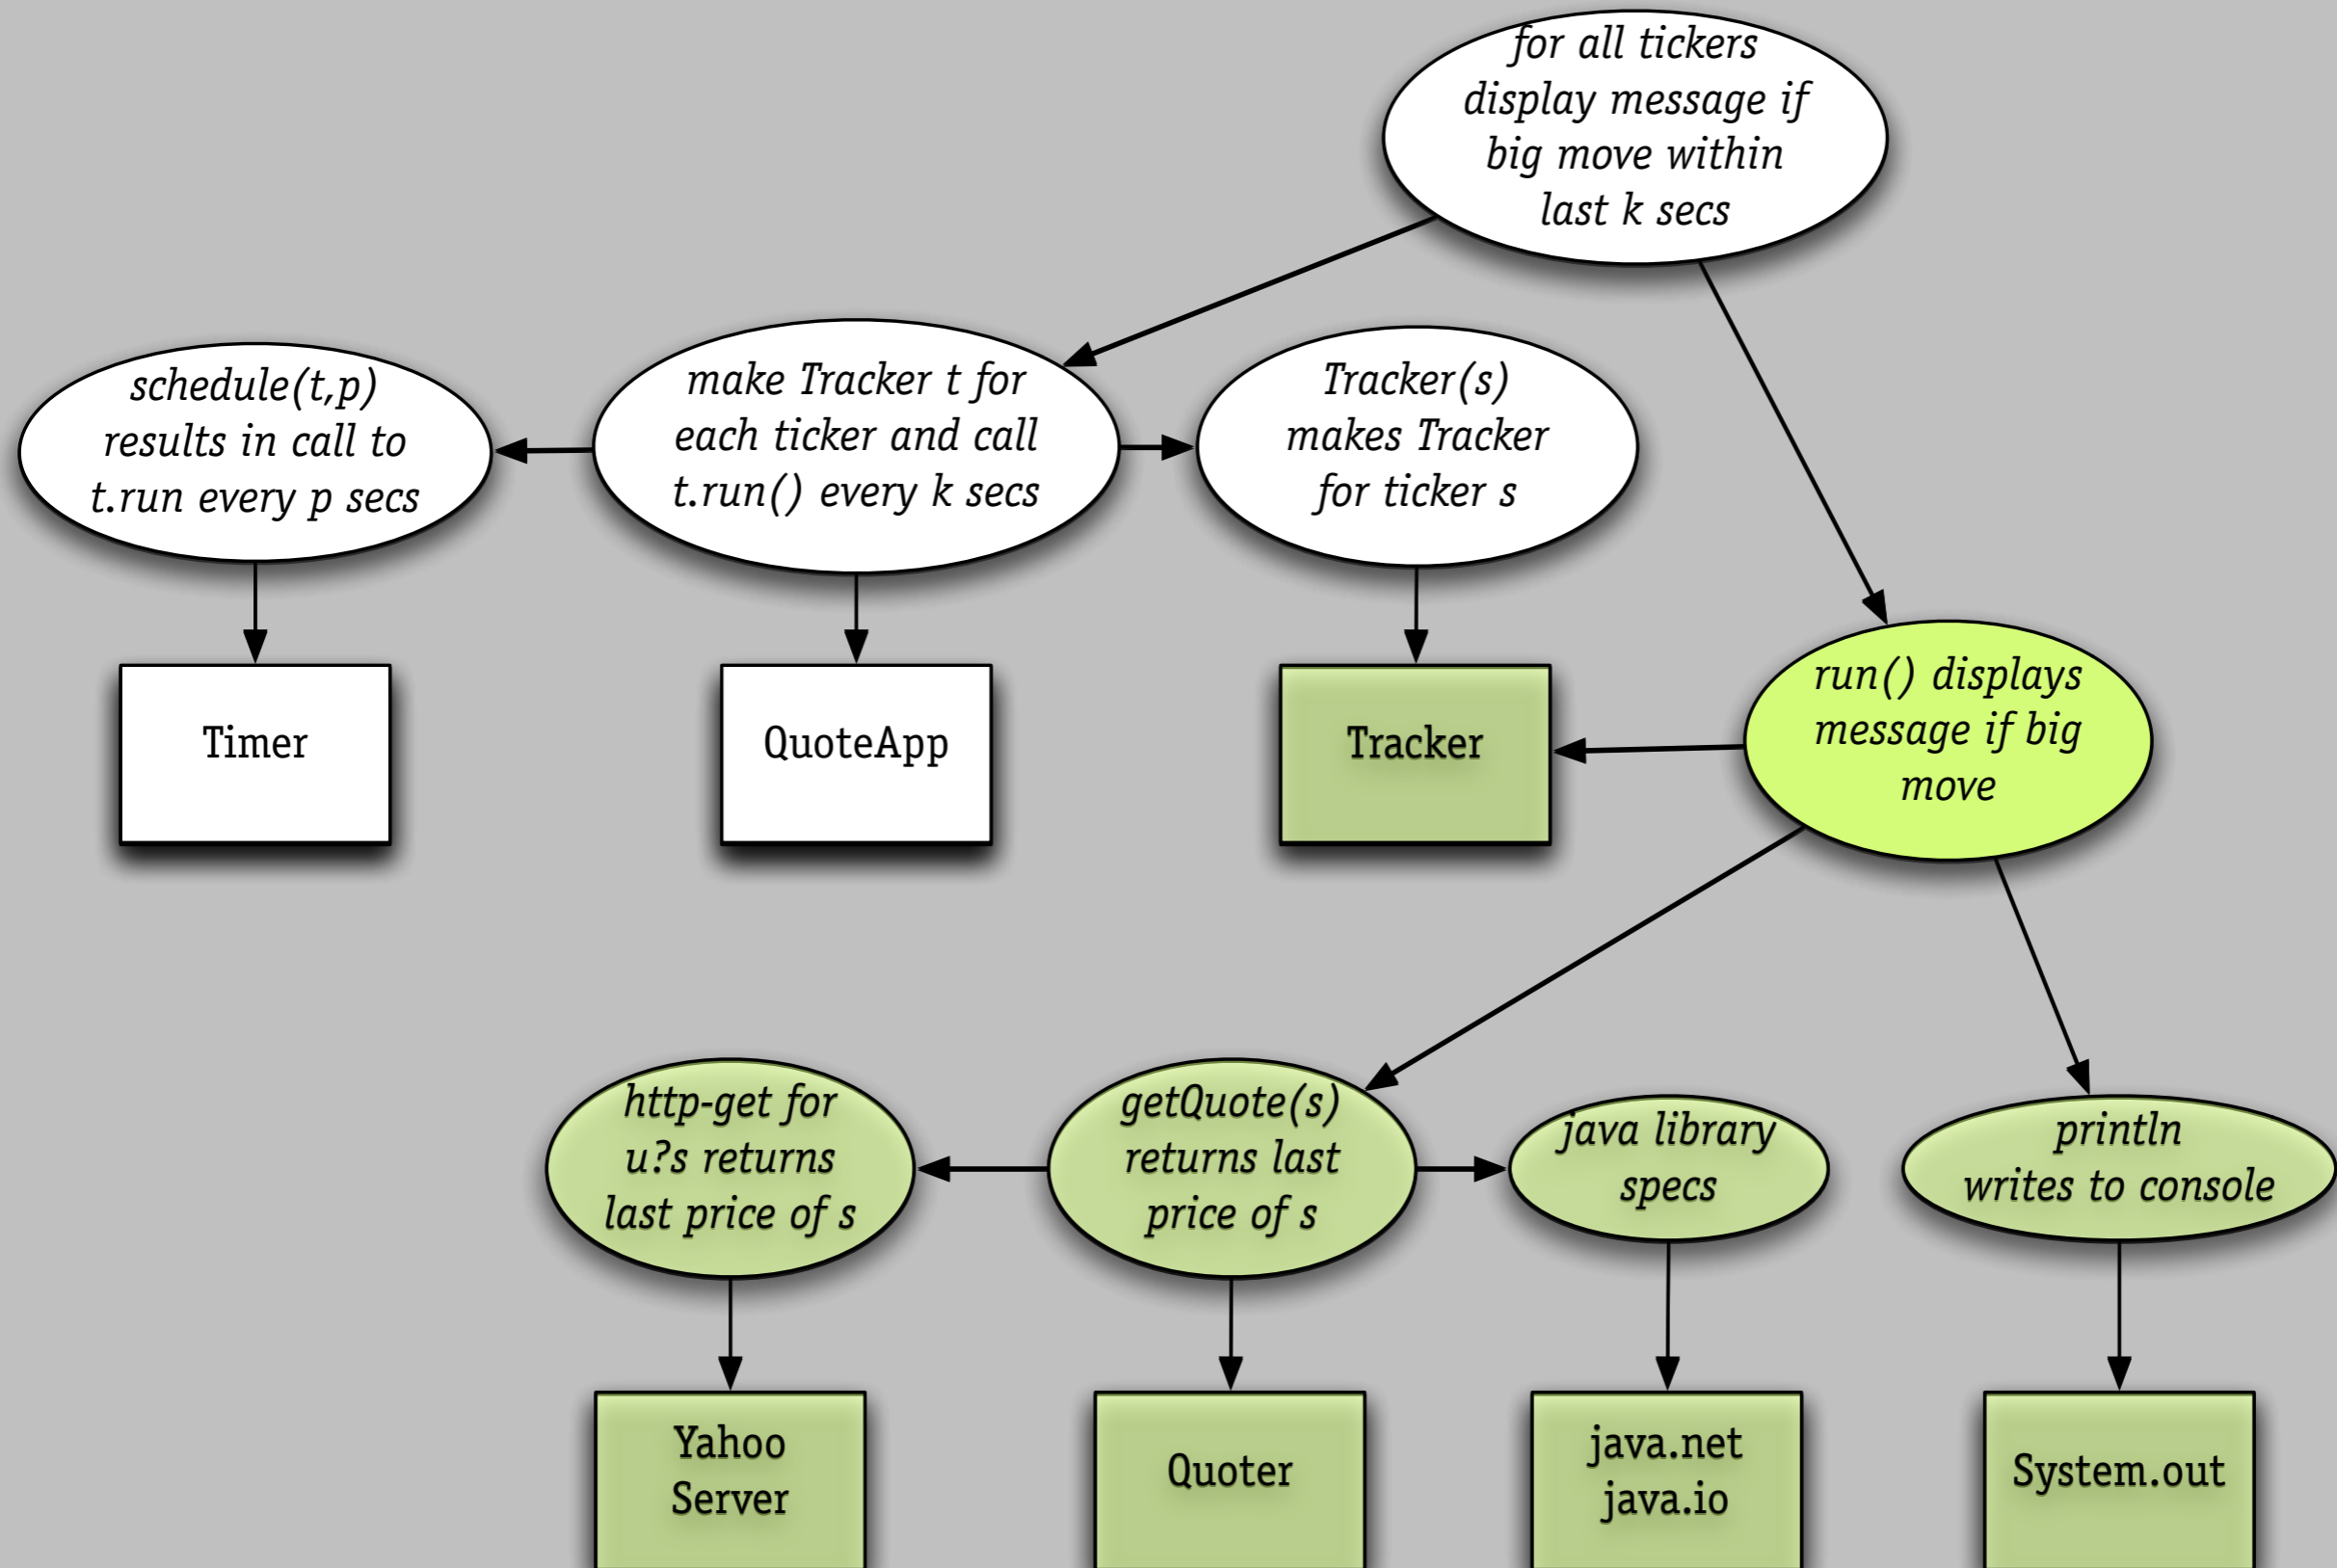 for all tickers
display message if
big move within
last k secs
schedule(t,p)
results in call to
t.run every p secs
make Tracker t for
each ticker and call
t.run() every k secs
Tracker(s)
makes Tracker
for ticker s
Timer
QuoteApp
Tracker
run() displays
message if big
move
http-get for
u?s returns
last price of s
getQuote(s)
returns last
price of s
java library
specs
println
writes to console
Yahoo
Server
Quoter
java.net
java.io
System.out